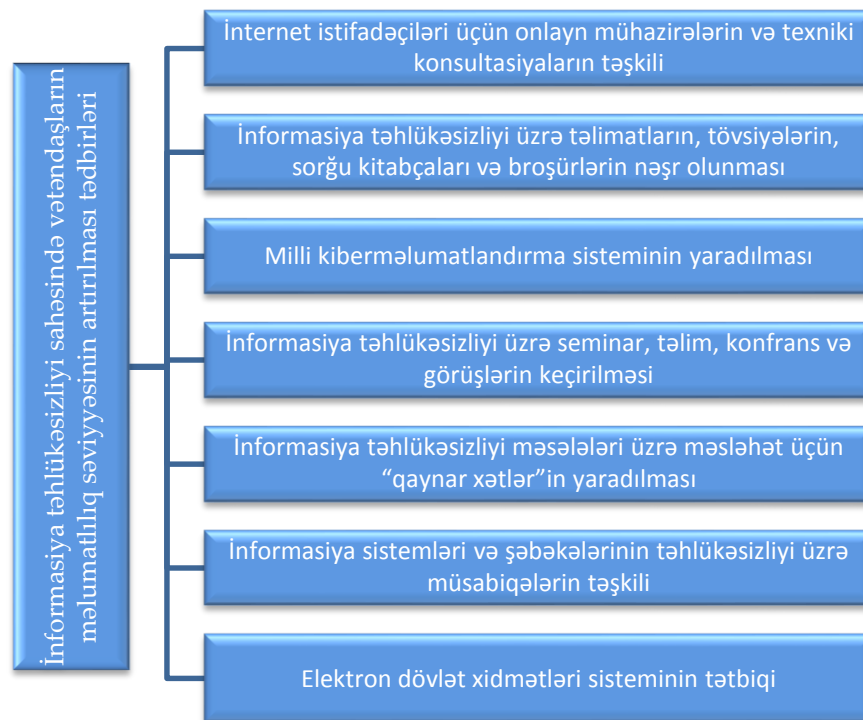 İnformasiya təhlükəsizliyi sahəsində vətəndaşların
məlumatlılıq səviyyəsinin artırılması tədbirləri
İnternet istifadəçiləri üçün onlayn mühazirələrin və texniki
konsultasiyaların təşkili
İnformasiya təhlükəsizliyi üzrə təlimatların, tövsiyələrin,
sorğu kitabçaları və broşürlərin nəşr olunması
Milli kiberməlumatlandırma sisteminin yaradılması
İnformasiya təhlükəsizliyi üzrə seminar, təlim, konfrans və
görüşlərin keçirilməsi
İnformasiya təhlükəsizliyi məsələləri üzrə məsləhət üçün
“qaynar xətlər”in yaradılması
İnformasiya sistemləri və şəbəkələrinin təhlükəsizliyi üzrə
müsabiqələrin təşkili
Elektron dövlət xidmətləri sisteminin tətbiqi